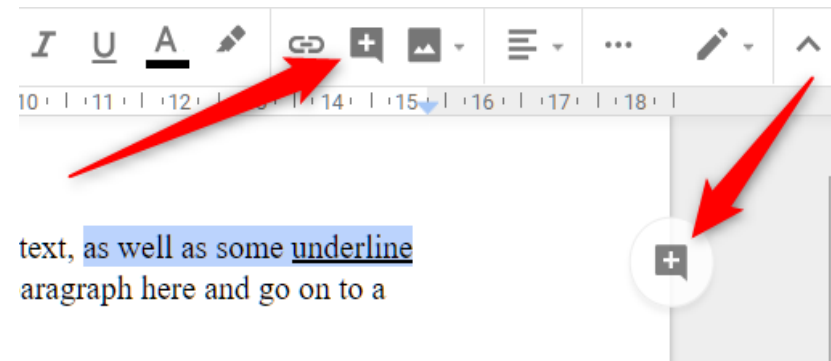 I U A
10 11 12 13 14 15 16 17 18
text, as well as some underline
aragraph here and go on to a